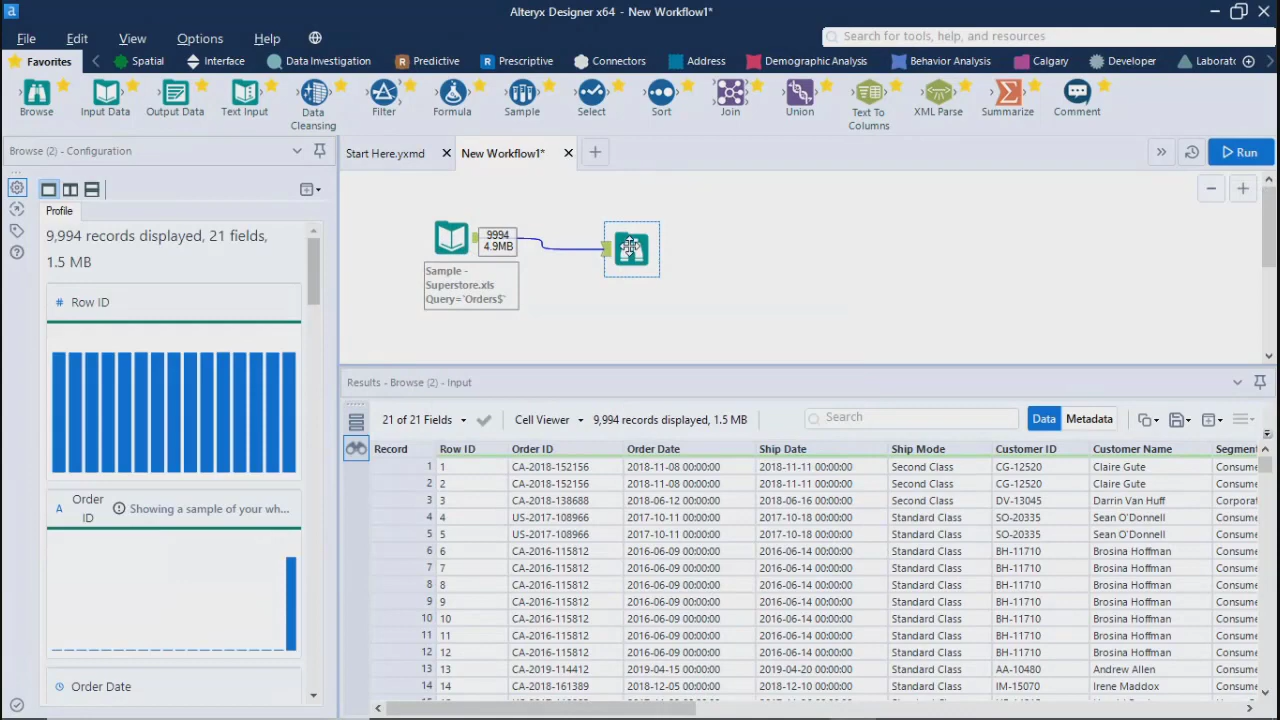 a
Alteryx Designer x64 - New Workflow1*
File Edit View Options Help
Search for tools, help, and resources
Favorites Spatial Interface Data Investigation R Predictive R Prescriptive Connectors Address Demographic Analysis Behavior Analysis Calgary Developer Laborat
Browse Input Data Output Data Text Input Data Cleansing Filter Formula Sample Select Sort Join Union Text To Columns XML Parse Summarize Comment
Browse (2) - Configuration
Start Here.yxmd New Workflow1*
Run
Profile
9,994 records displayed, 21 fields,
1.5 MB
# Row ID
A Order ID Showing a sample of your wh...
Order Date
9994
4.9MB
Sample -
Superstore.xls
Query=`Orders$`
Results - Browse (2) - Input
21 of 21 Fields Cell Viewer 9,994 records displayed, 1.5 MB Search Data Metadata
Record Row ID Order ID Order Date Ship Date Ship Mode Customer ID Customer Name Segment
1 1 CA-2018-152156 2018-11-08 00:00:00 2018-11-11 00:00:00 Second Class CG-12520 Claire Gute Consume
2 2 CA-2018-152156 2018-11-08 00:00:00 2018-11-11 00:00:00 Second Class CG-12520 Claire Gute Consume
3 3 CA-2018-138688 2018-06-12 00:00:00 2018-06-16 00:00:00 Second Class DV-13045 Darrin Van Huff Corporat
4 4 US-2017-108966 2017-10-11 00:00:00 2017-10-18 00:00:00 Standard Class SO-20335 Sean O'Donnell Consume
5 5 US-2017-108966 2017-10-11 00:00:00 2017-10-18 00:00:00 Standard Class SO-20335 Sean O'Donnell Consume
6 6 CA-2016-115812 2016-06-09 00:00:00 2016-06-14 00:00:00 Standard Class BH-11710 Brosina Hoffman Consume
7 7 CA-2016-115812 2016-06-09 00:00:00 2016-06-14 00:00:00 Standard Class BH-11710 Brosina Hoffman Consume
8 8 CA-2016-115812 2016-06-09 00:00:00 2016-06-14 00:00:00 Standard Class BH-11710 Brosina Hoffman Consume
9 9 CA-2016-115812 2016-06-09 00:00:00 2016-06-14 00:00:00 Standard Class BH-11710 Brosina Hoffman Consume
10 10 CA-2016-115812 2016-06-09 00:00:00 2016-06-14 00:00:00 Standard Class BH-11710 Brosina Hoffman Consume
11 11 CA-2016-115812 2016-06-09 00:00:00 2016-06-14 00:00:00 Standard Class BH-11710 Brosina Hoffman Consume
12 12 CA-2016-115812 2016-06-09 00:00:00 2016-06-14 00:00:00 Standard Class BH-11710 Brosina Hoffman Consume
13 13 CA-2019-114412 2019-04-15 00:00:00 2019-04-20 00:00:00 Standard Class AA-10480 Andrew Allen Consume
14 14 CA-2018-161389 2018-12-05 00:00:00 2018-12-10 00:00:00 Standard Class IM-15070 Irene Maddox Consume